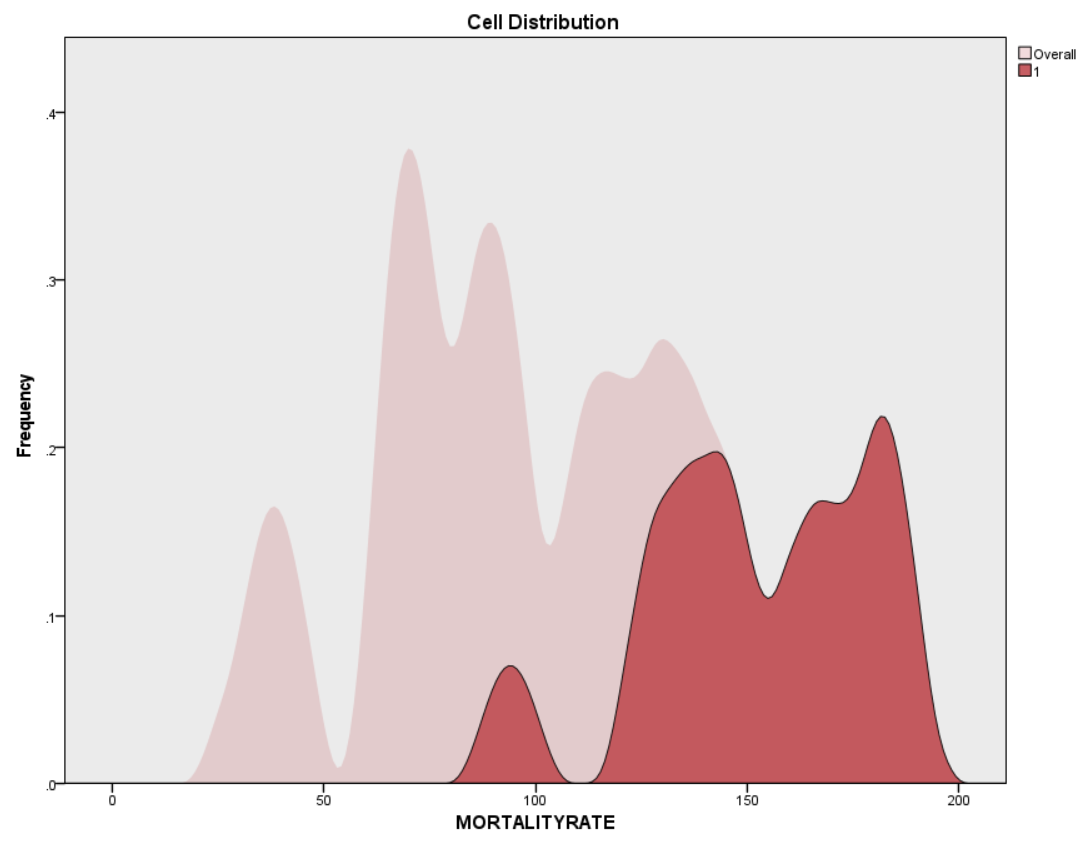 Cell Distribution
Overall
1
.4
.3
.2
.1
.0
Frequency
0 50 100 150 200
MORTALITYRATE